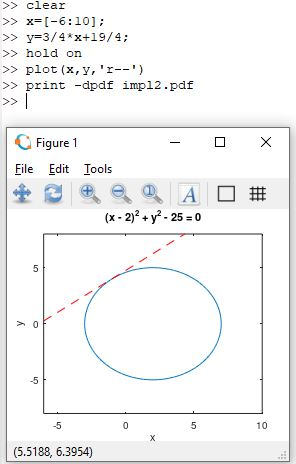 >> clear
>> x=[-6:10];
>> y=3/4*x+19/4;
>> hold on
>> plot(x,y,'r--')
>> print -dpdf impl2.pdf
>>
Figure 1
File Edit Tools
A
(x - 2)² + y² - 25 = 0
5
y 0
-5
-5 0 5 10
x
(5.5188, 6.3954)